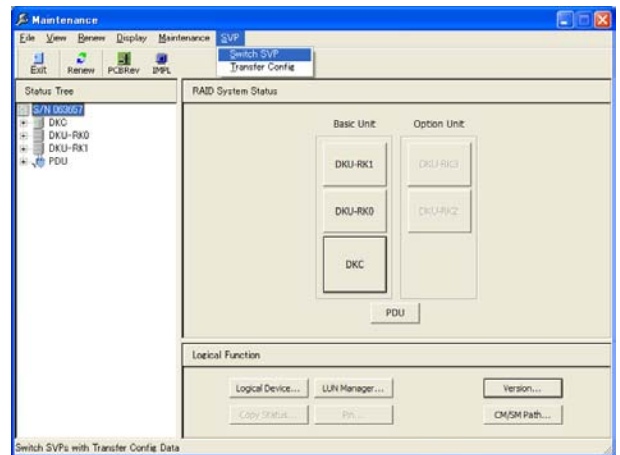 Maintenance
File View Renew Display Maintenance SVP
Switch SVP
Transfer Config
Exit Renew PCBRev IMPL
Status Tree
RAID System Status
S/N 063657
DKC
DKU-RK0
DKU-RK1
PDU
Basic Unit Option Unit
DKU-RK1 DKU-RK3
DKU-RK0 DKU-RK2
DKC
PDU
Logical Function
Logical Device... LUN Manager... Version...
Copy Status... Pin... CM/SM Path...
Switch SVPs with Transfer Config Data